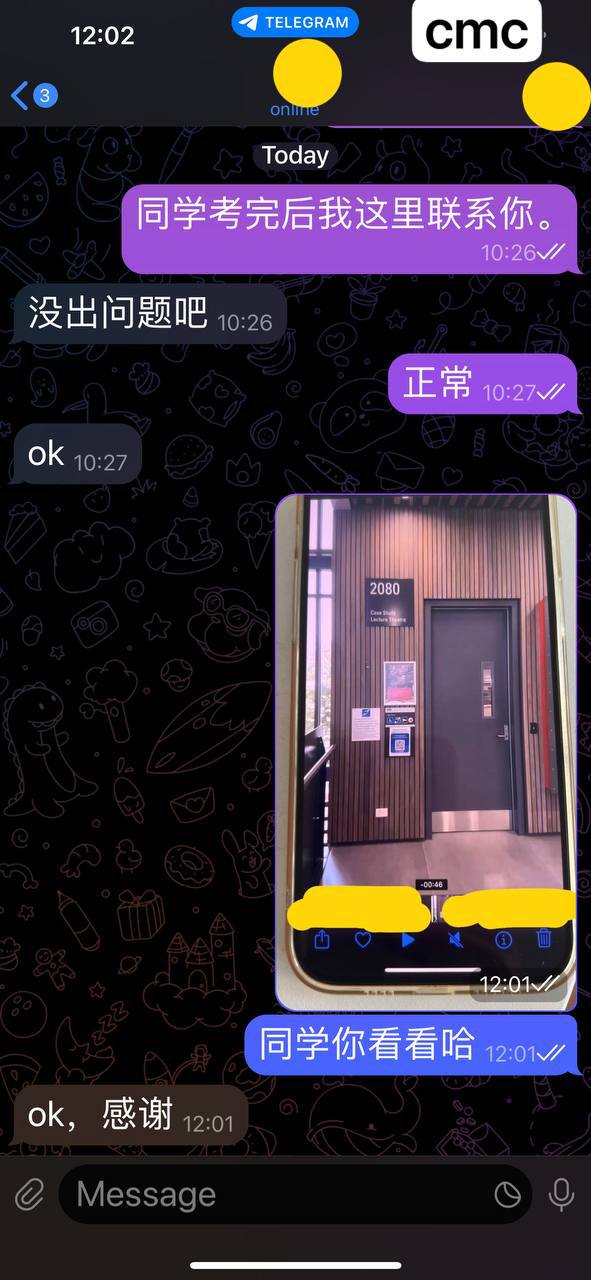 12:02
TELEGRAM
cmc
3
online
Today
同学考完后我这里联系你。
10:26
没出问题吧 10:26
正常 10:27
ok 10:27
2080
Case Study
Lecture Theatre
-00:46
12:01
同学你看看哈 12:01
ok，感谢 12:01
Message